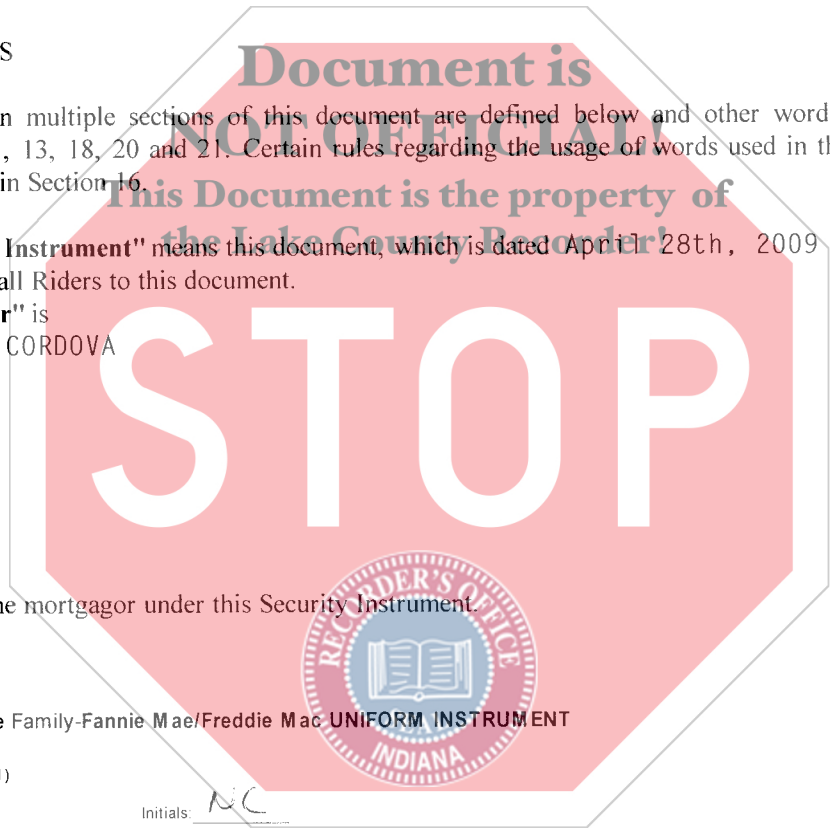 S
Document is
n multiple sections of this document are defined below and other word
NOT OFFICIAL!
, 13, 18, 20 and 21. Certain rules regarding the usage of words used in th
in Section 16.
This Document is the property of
the Lake County Recorder!
Instrument" means this document, which is dated April 28th, 2009
all Riders to this document.
r" is
CORDOVA
STOP
ne mortgagor under this Security Instrument.
RECORDER'S OFFICE
e Family-Fannie Mae/Freddie Mac UNIFORM INSTRUMENT
INDIANA
)
Initials: NC